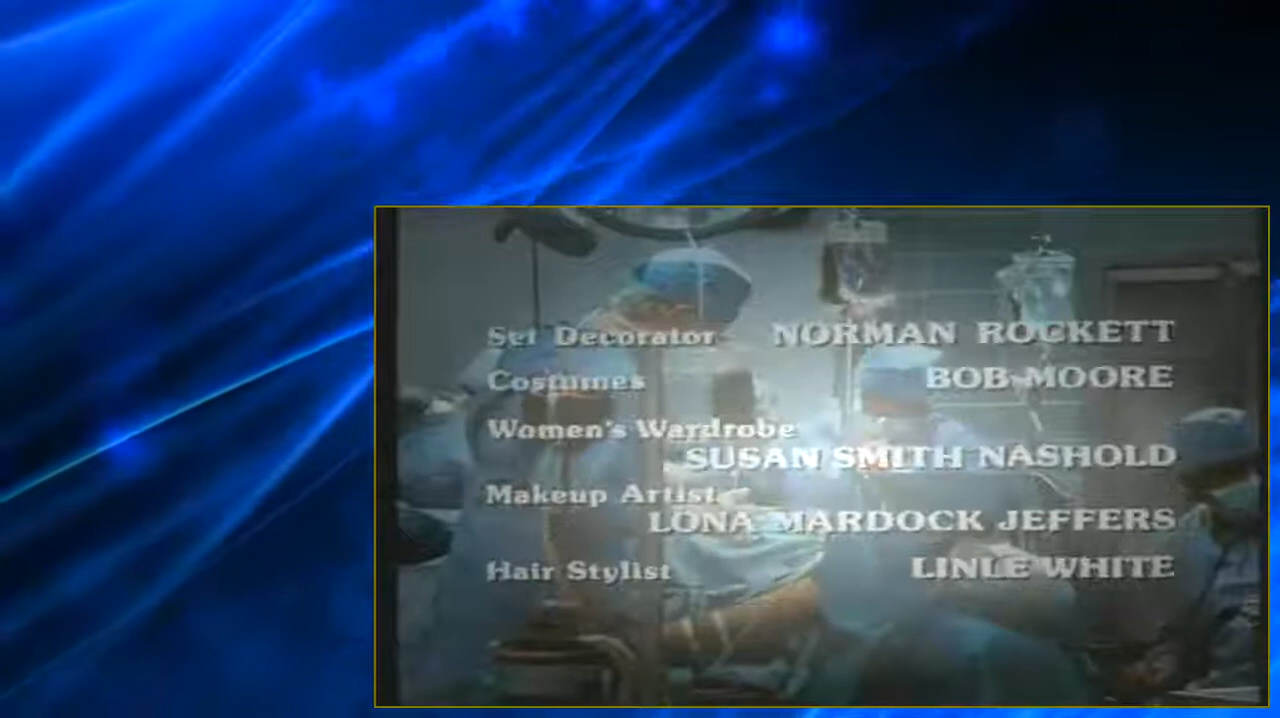 Set Decorator NORMAN ROCKETT
Costumes BOB MOORE
Women's Wardrobe
SUSAN SMITH NASHOLD
Makeup Artist
LONA MARDOCK JEFFERS
Hair Stylist LINLE WHITE